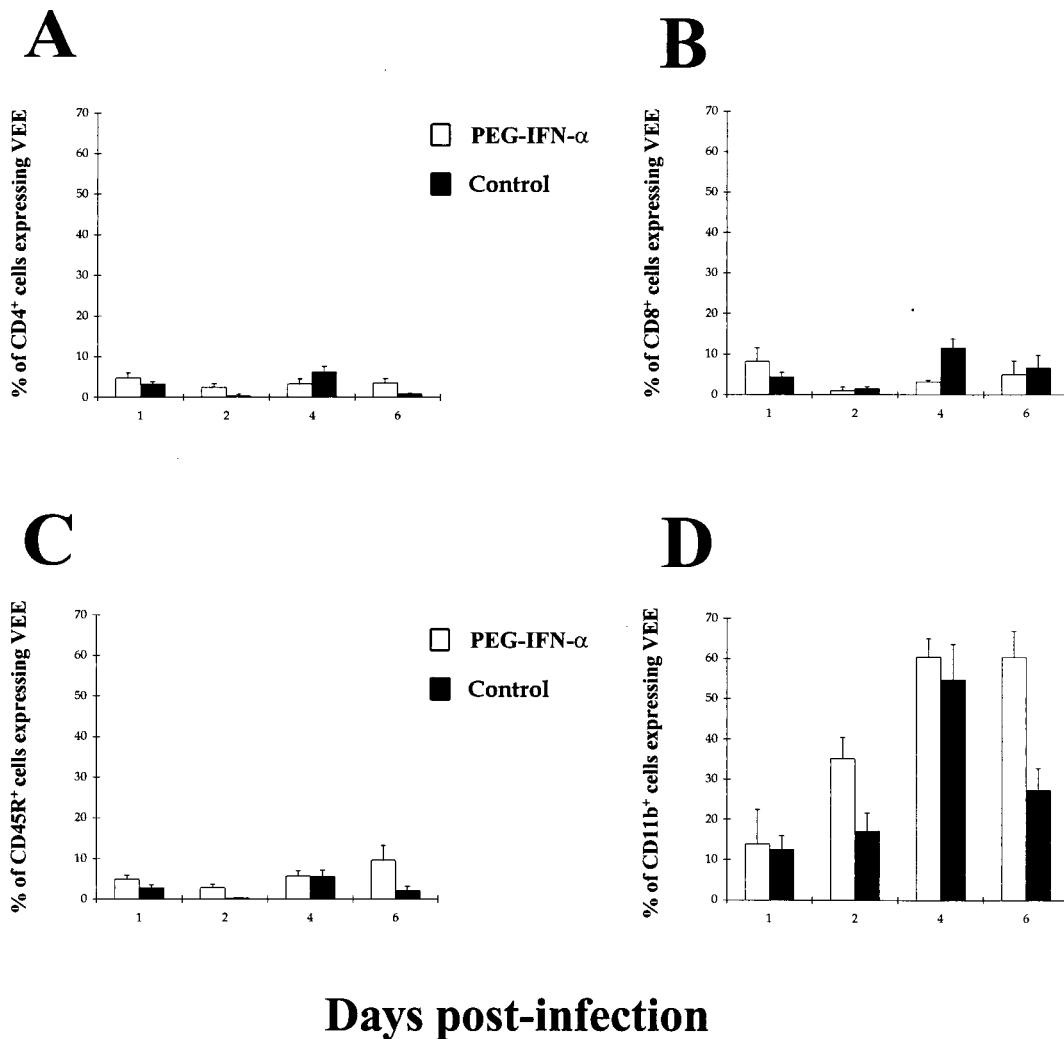 A
% of CD4⁺ cells expressing VEE
70
60
50
40
30
20
10
0
1 2 4 6
PEG-IFN-α
Control
B
% of CD8⁺ cells expressing VEE
70
60
50
40
30
20
10
0
1 2 4 6
C
% of CD45R⁺ cells expressing VEE
70
60
50
40
30
20
10
0
1 2 4 6
PEG-IFN-α
Control
D
% of CD11b⁺ cells expressing VEE
70
60
50
40
30
20
10
0
1 2 4 6
Days post-infection